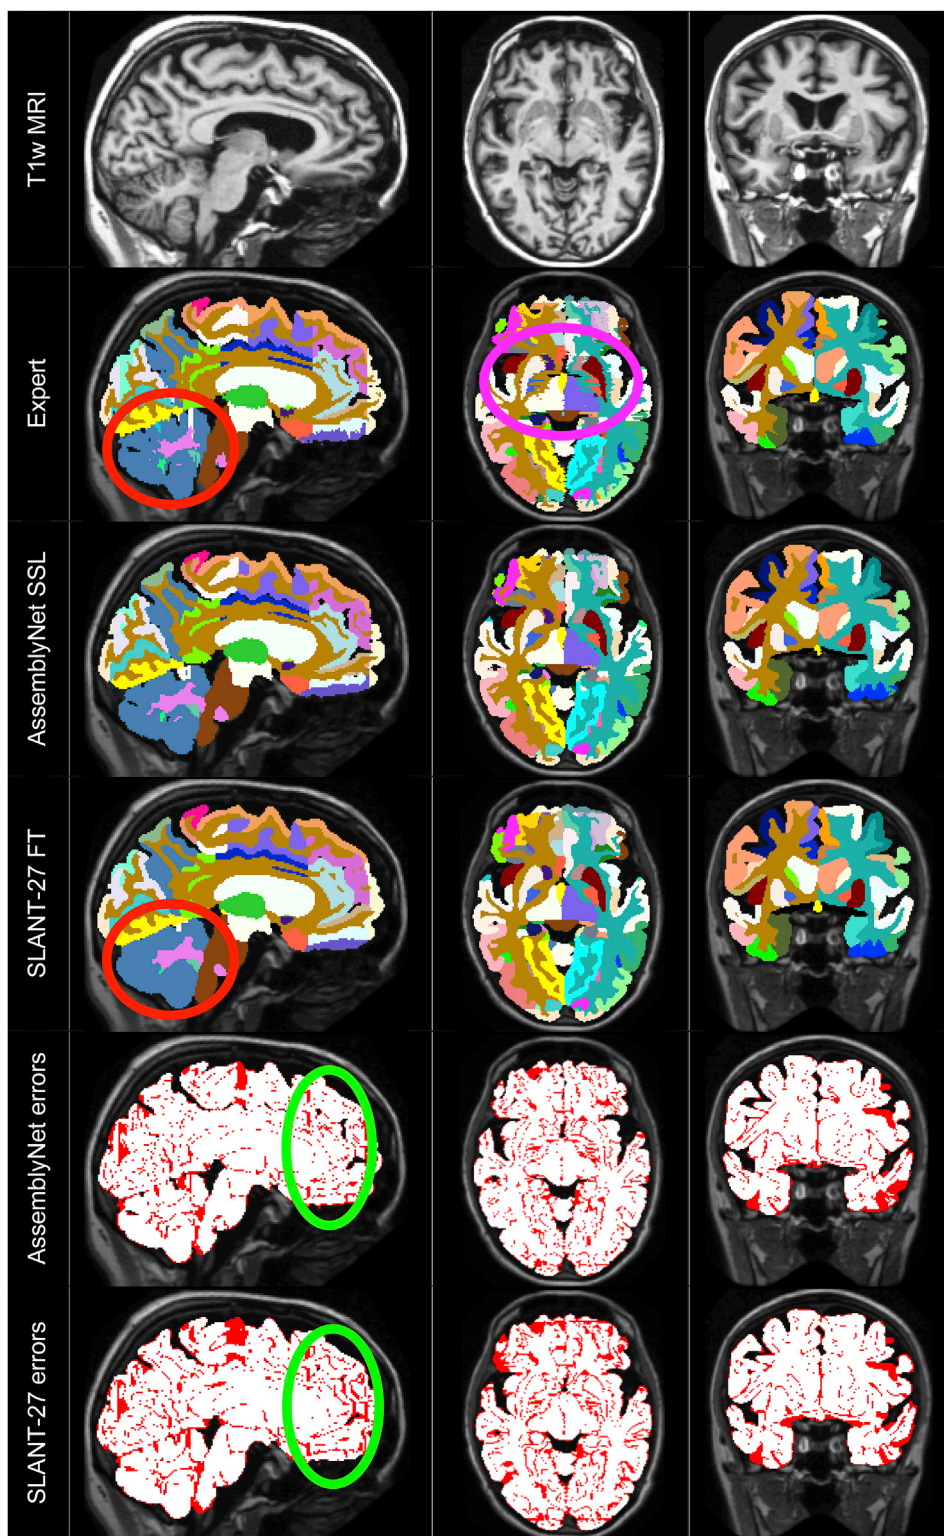 T1w MRI
Expert
AssemblyNet SSL
SLANT-27 FT
AssemblyNet errors
SLANT-27 errors